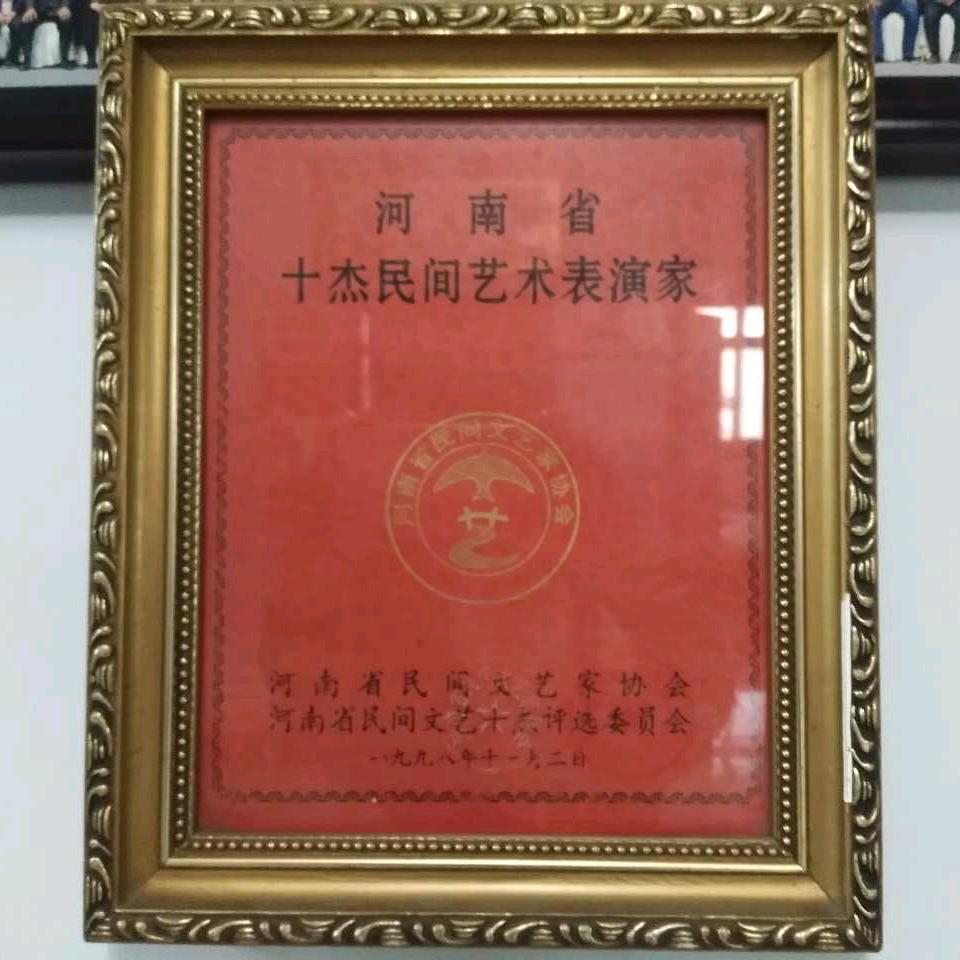 河南省
十杰民间艺术表演家
河南省民间文艺家协会
艺
河南省民间文艺家协会
河南省民间文艺十杰评选委员会
一九九八年十一月二日